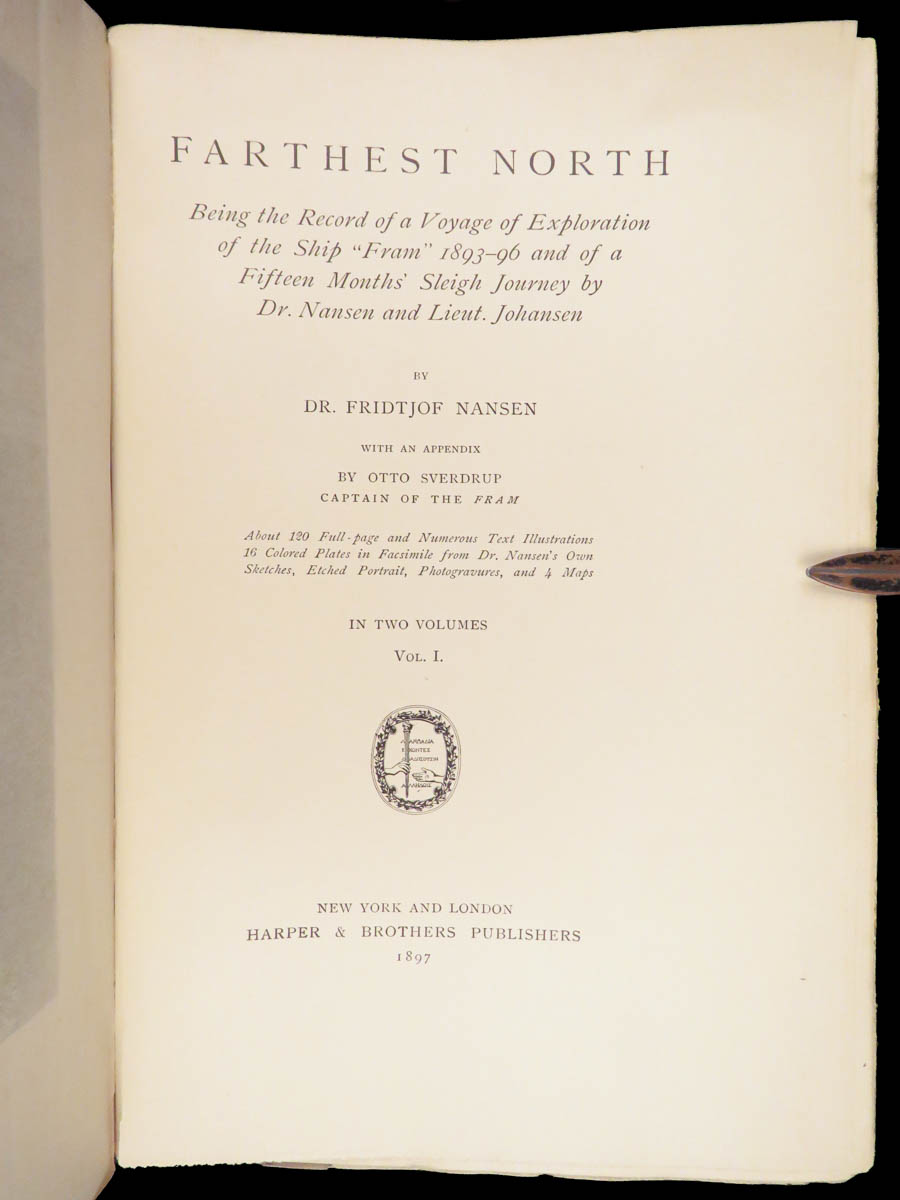 FARTHEST NORTH
Being the Record of a Voyage of Exploration
of the Ship “Fram” 1893–96 and of a
Fifteen Months' Sleigh Journey by
Dr. Nansen and Lieut. Johansen
BY
DR. FRIDTJOF NANSEN
WITH AN APPENDIX
BY OTTO SVERDRUP
CAPTAIN OF THE FRAM
About 120 Full-page and Numerous Text Illustrations
16 Colored Plates in Facsimile from Dr. Nansen's Own
Sketches, Etched Portrait, Photogravures, and 4 Maps
IN TWO VOLUMES
VOL. I.
NEW YORK AND LONDON
HARPER & BROTHERS PUBLISHERS
1897